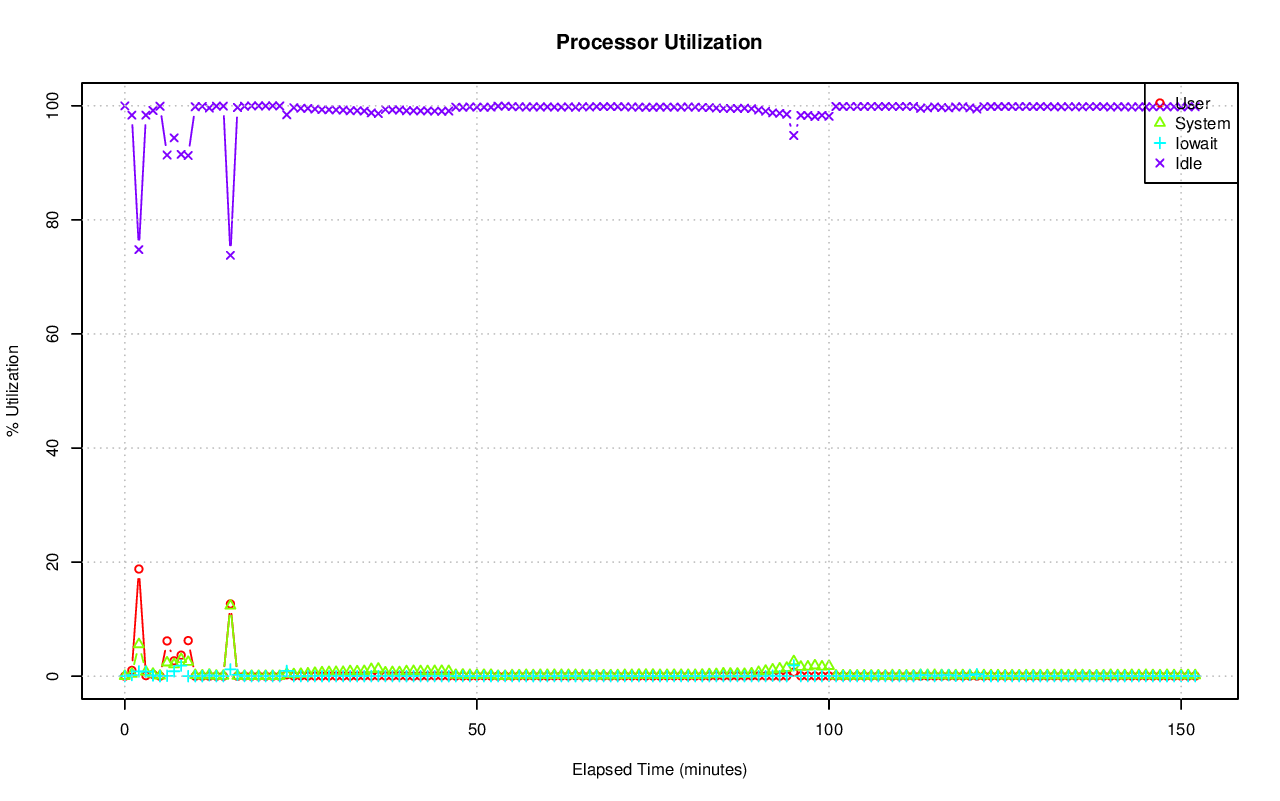 Processor Utilization
100
80
60
40
20
0
% Utilization
User
System
Iowait
Idle
0 50 100 150
Elapsed Time (minutes)